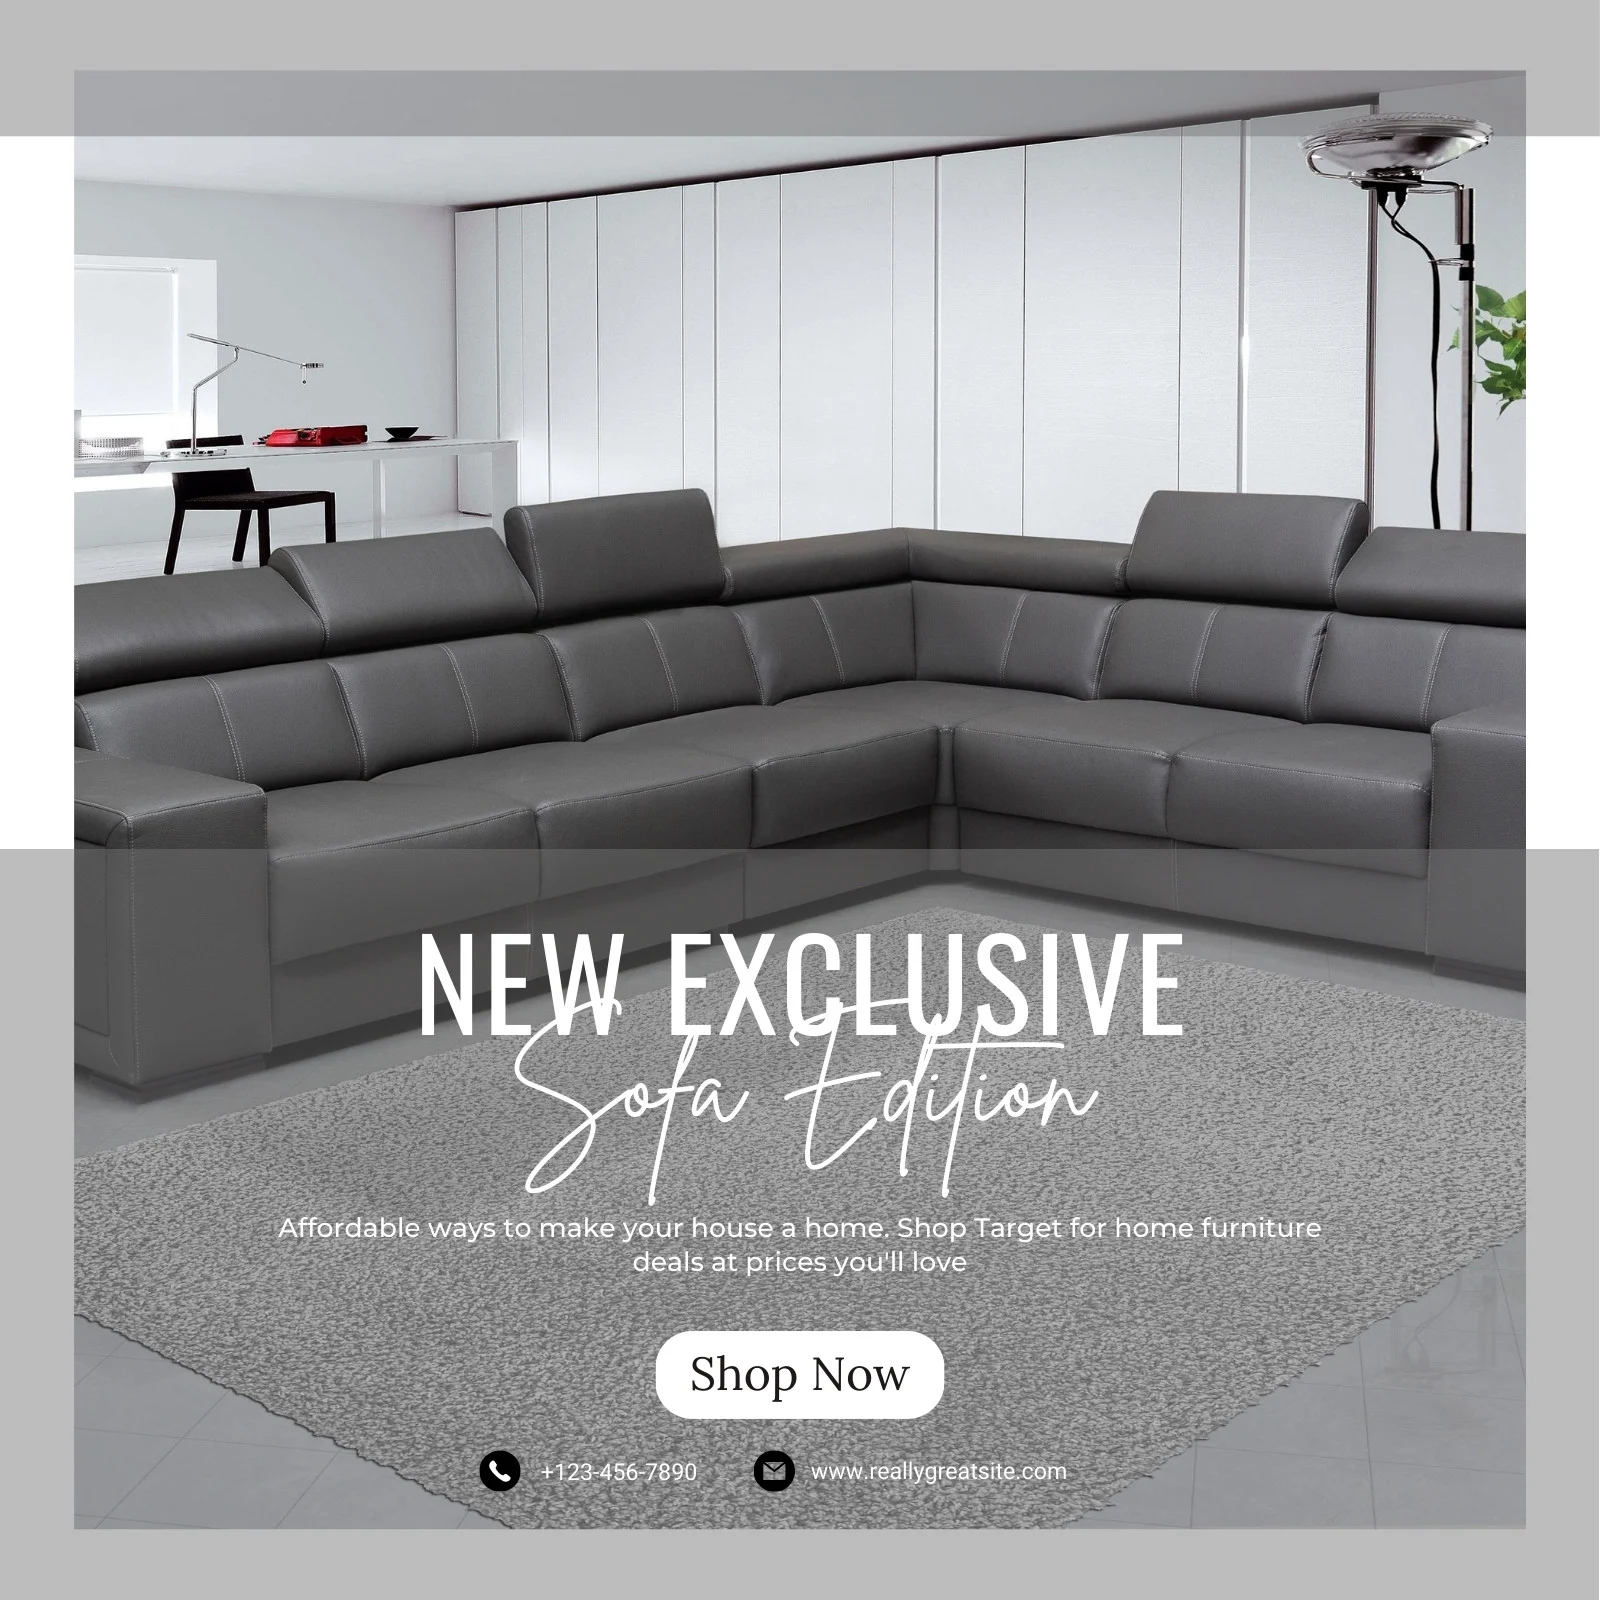 NEW EXCLUSIVE
Sofa Edition
Affordable ways to make your house a home. Shop Target for home furniture
deals at prices you'll love
Shop Now
+123-456-7890 www.reallygreatsite.com